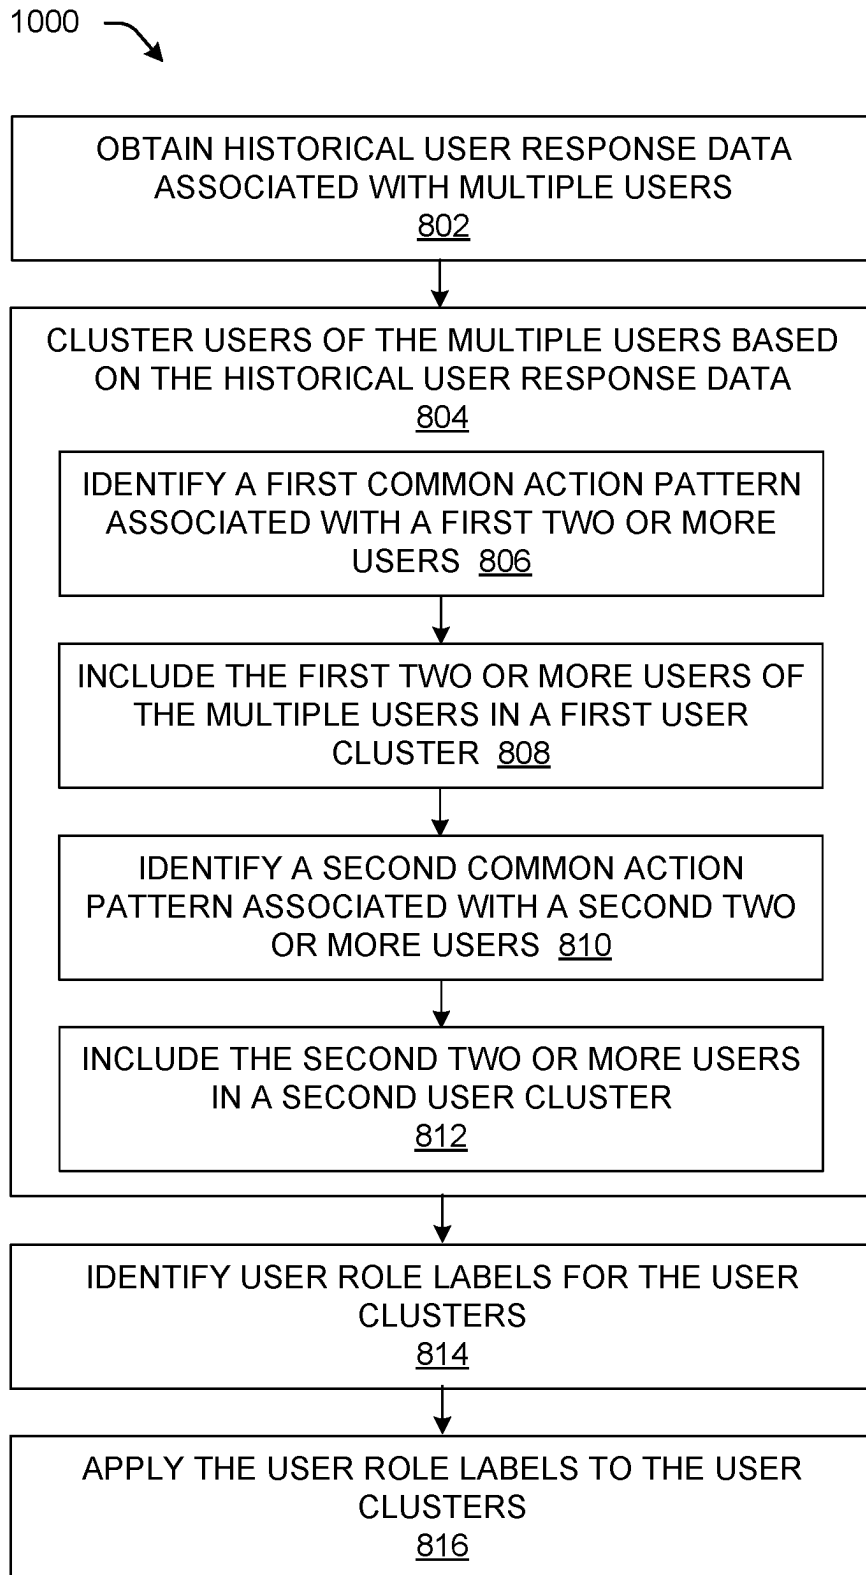 1000
OBTAIN HISTORICAL USER RESPONSE DATA
ASSOCIATED WITH MULTIPLE USERS
802
CLUSTER USERS OF THE MULTIPLE USERS BASED
ON THE HISTORICAL USER RESPONSE DATA
804
IDENTIFY A FIRST COMMON ACTION PATTERN
ASSOCIATED WITH A FIRST TWO OR MORE
USERS 806
INCLUDE THE FIRST TWO OR MORE USERS OF
THE MULTIPLE USERS IN A FIRST USER
CLUSTER 808
IDENTIFY A SECOND COMMON ACTION
PATTERN ASSOCIATED WITH A SECOND TWO
OR MORE USERS 810
INCLUDE THE SECOND TWO OR MORE USERS
IN A SECOND USER CLUSTER
812
IDENTIFY USER ROLE LABELS FOR THE USER
CLUSTERS
814
APPLY THE USER ROLE LABELS TO THE USER
CLUSTERS
816